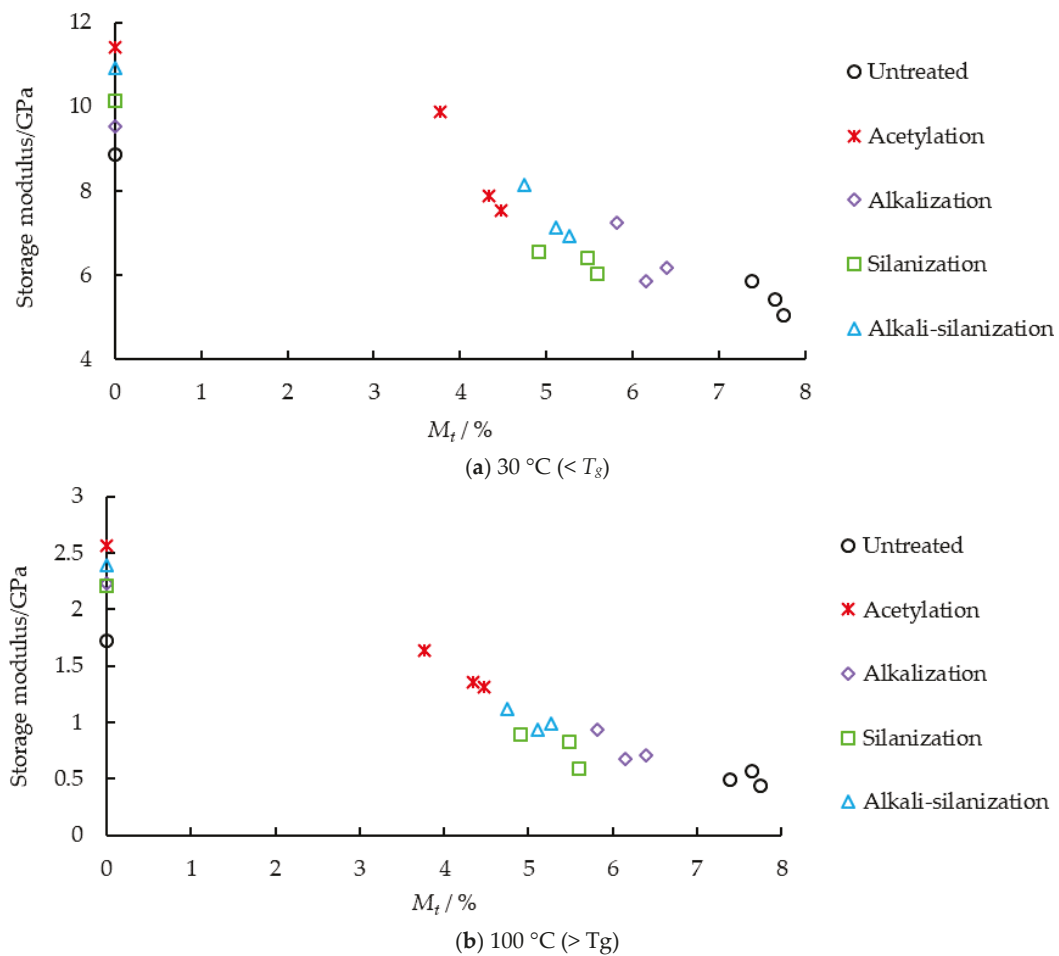 12
10
8
6
4
Storage modulus/GPa
0 1 2 3 4 5 6 7 8
Mt / %
Untreated
Acetylation
Alkalization
Silanization
Alkali-silanization
(a) 30 °C (< Tg)
3
2.5
2
1.5
1
0.5
0
Storage modulus/GPa
0 1 2 3 4 5 6 7 8
Mt / %
Untreated
Acetylation
Alkalization
Silanization
Alkali-silanization
(b) 100 °C (> Tg)